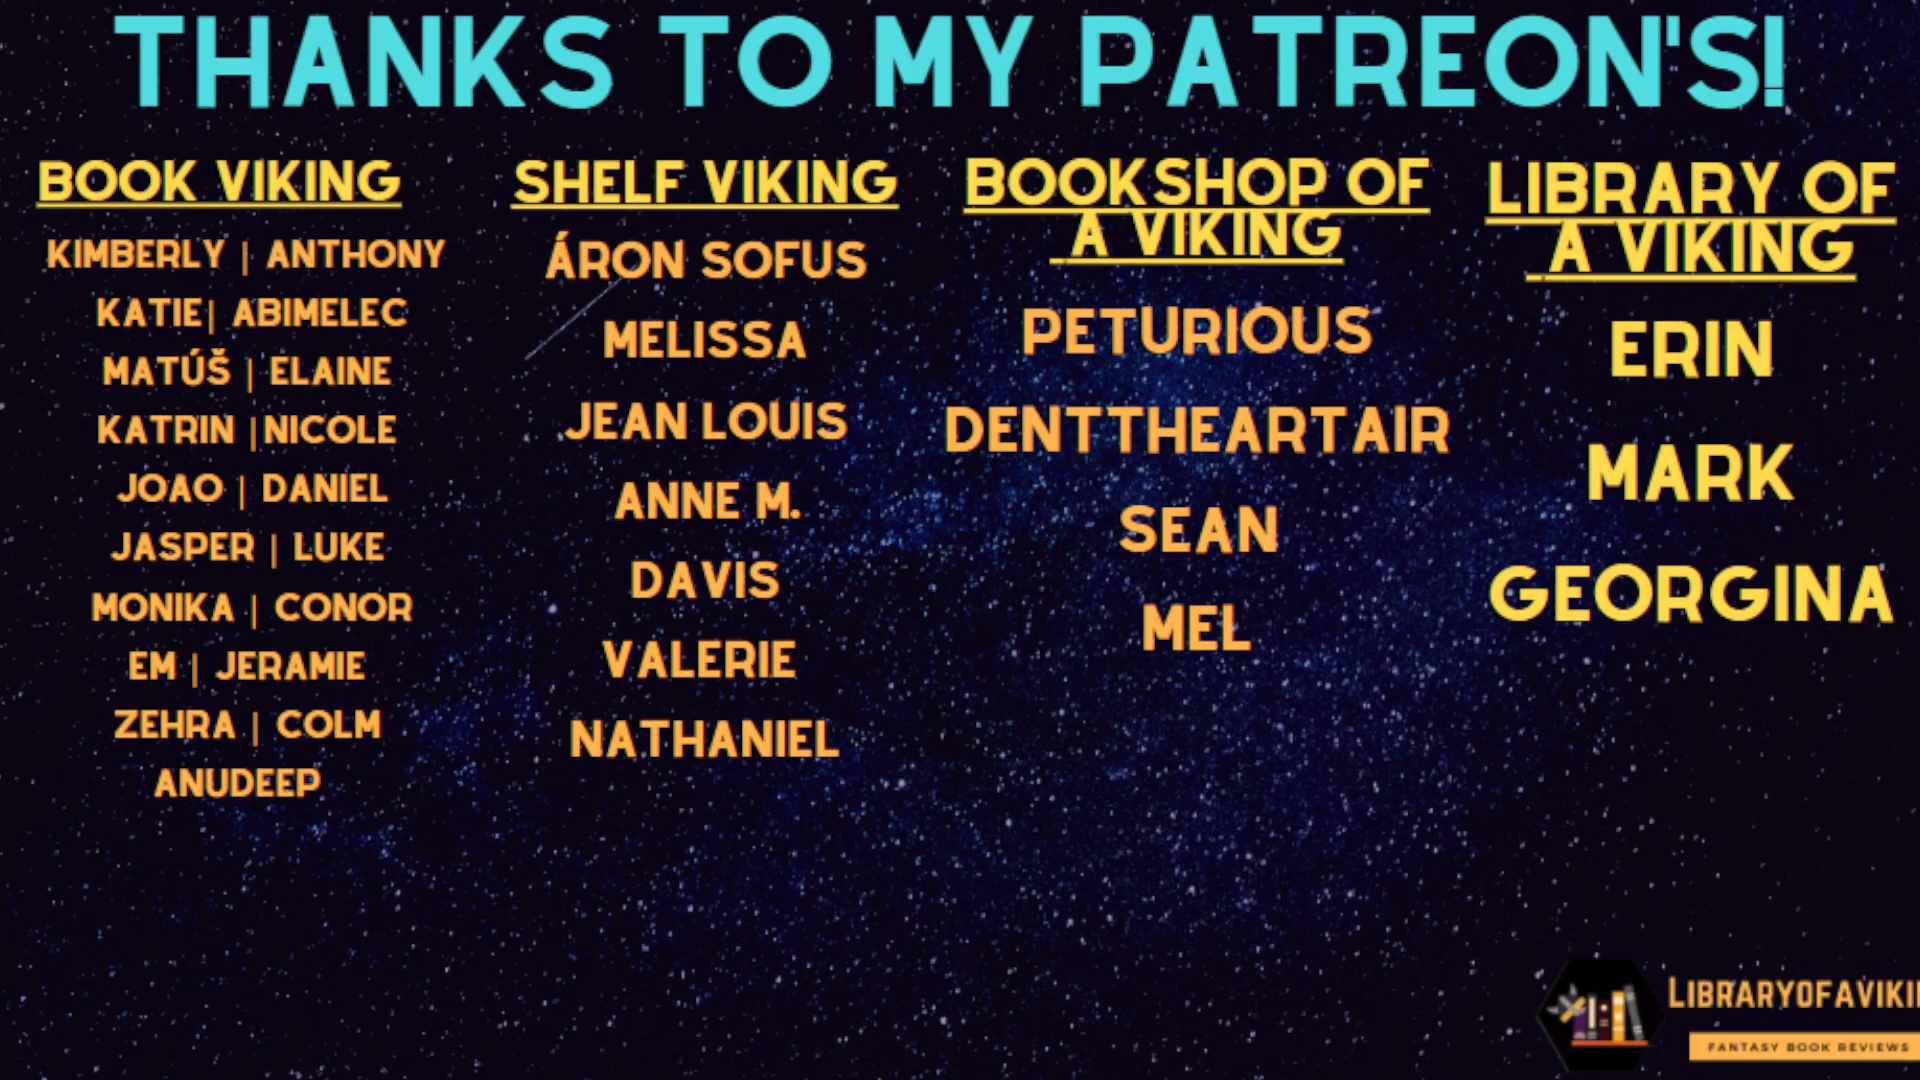 THANKS TO MY PATREON'S!
BOOK VIKING
KIMBERLY | ANTHONY
KATIE| ABIMELEC
MATÚŠ | ELAINE
KATRIN |NICOLE
JOAO | DANIEL
JASPER | LUKE
MONIKA | CONOR
EM | JERAMIE
ZEHRA | COLM
ANUDEEP
SHELF VIKING
ÁRON SOFUS
MELISSA
JEAN LOUIS
ANNE M.
DAVIS
VALERIE
NATHANIEL
BOOKSHOP OF
A VIKING
PETURIOUS
DENTTHEARTAIR
SEAN
MEL
LIBRARY OF
A VIKING
ERIN
MARK
GEORGINA
LIBRARYOFAVIKI
FANTASY BOOK REVIEWS